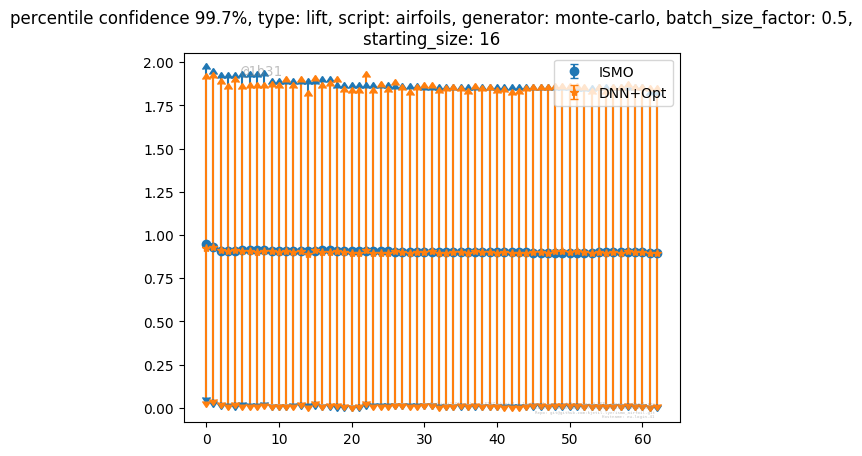 percentile confidence 99.7%, type: lift, script: airfoils, generator: monte-carlo, batch_size_factor: 0.5,
starting_size: 16
2.00
1.75
1.50
1.25
1.00
0.75
0.50
0.25
0.00
ISMO
DNN+Opt
0 10 20 30 40 50 60